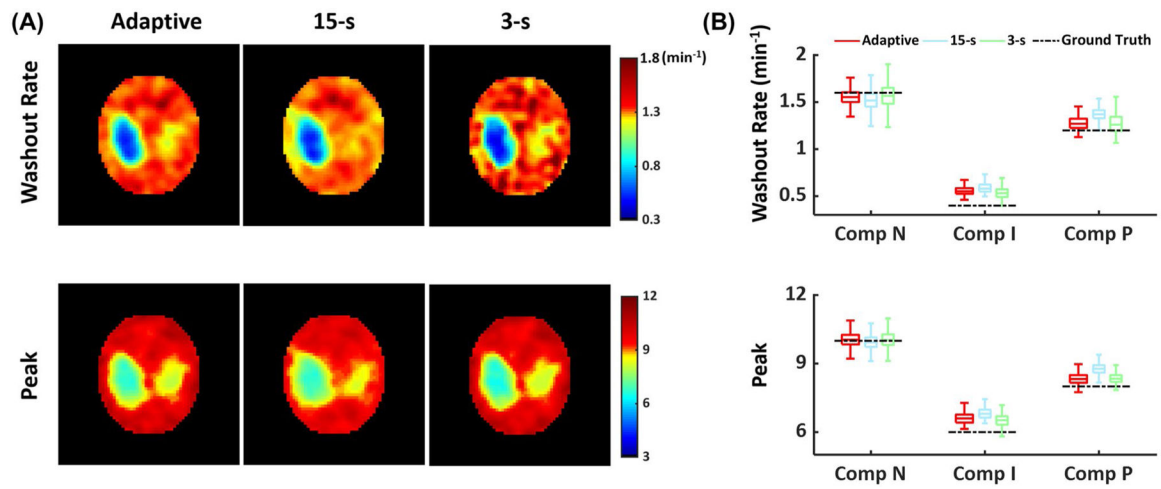 (A)
Adaptive 15-s 3-s
Washout Rate
1.8 (min⁻¹)
1.3
0.8
0.3
Peak
12
9
6
3
(B)
Adaptive 15-s 3-s Ground Truth
Washout Rate (min⁻¹)
1.5
1
0.5
Comp N Comp I Comp P
Peak
12
9
6
Comp N Comp I Comp P